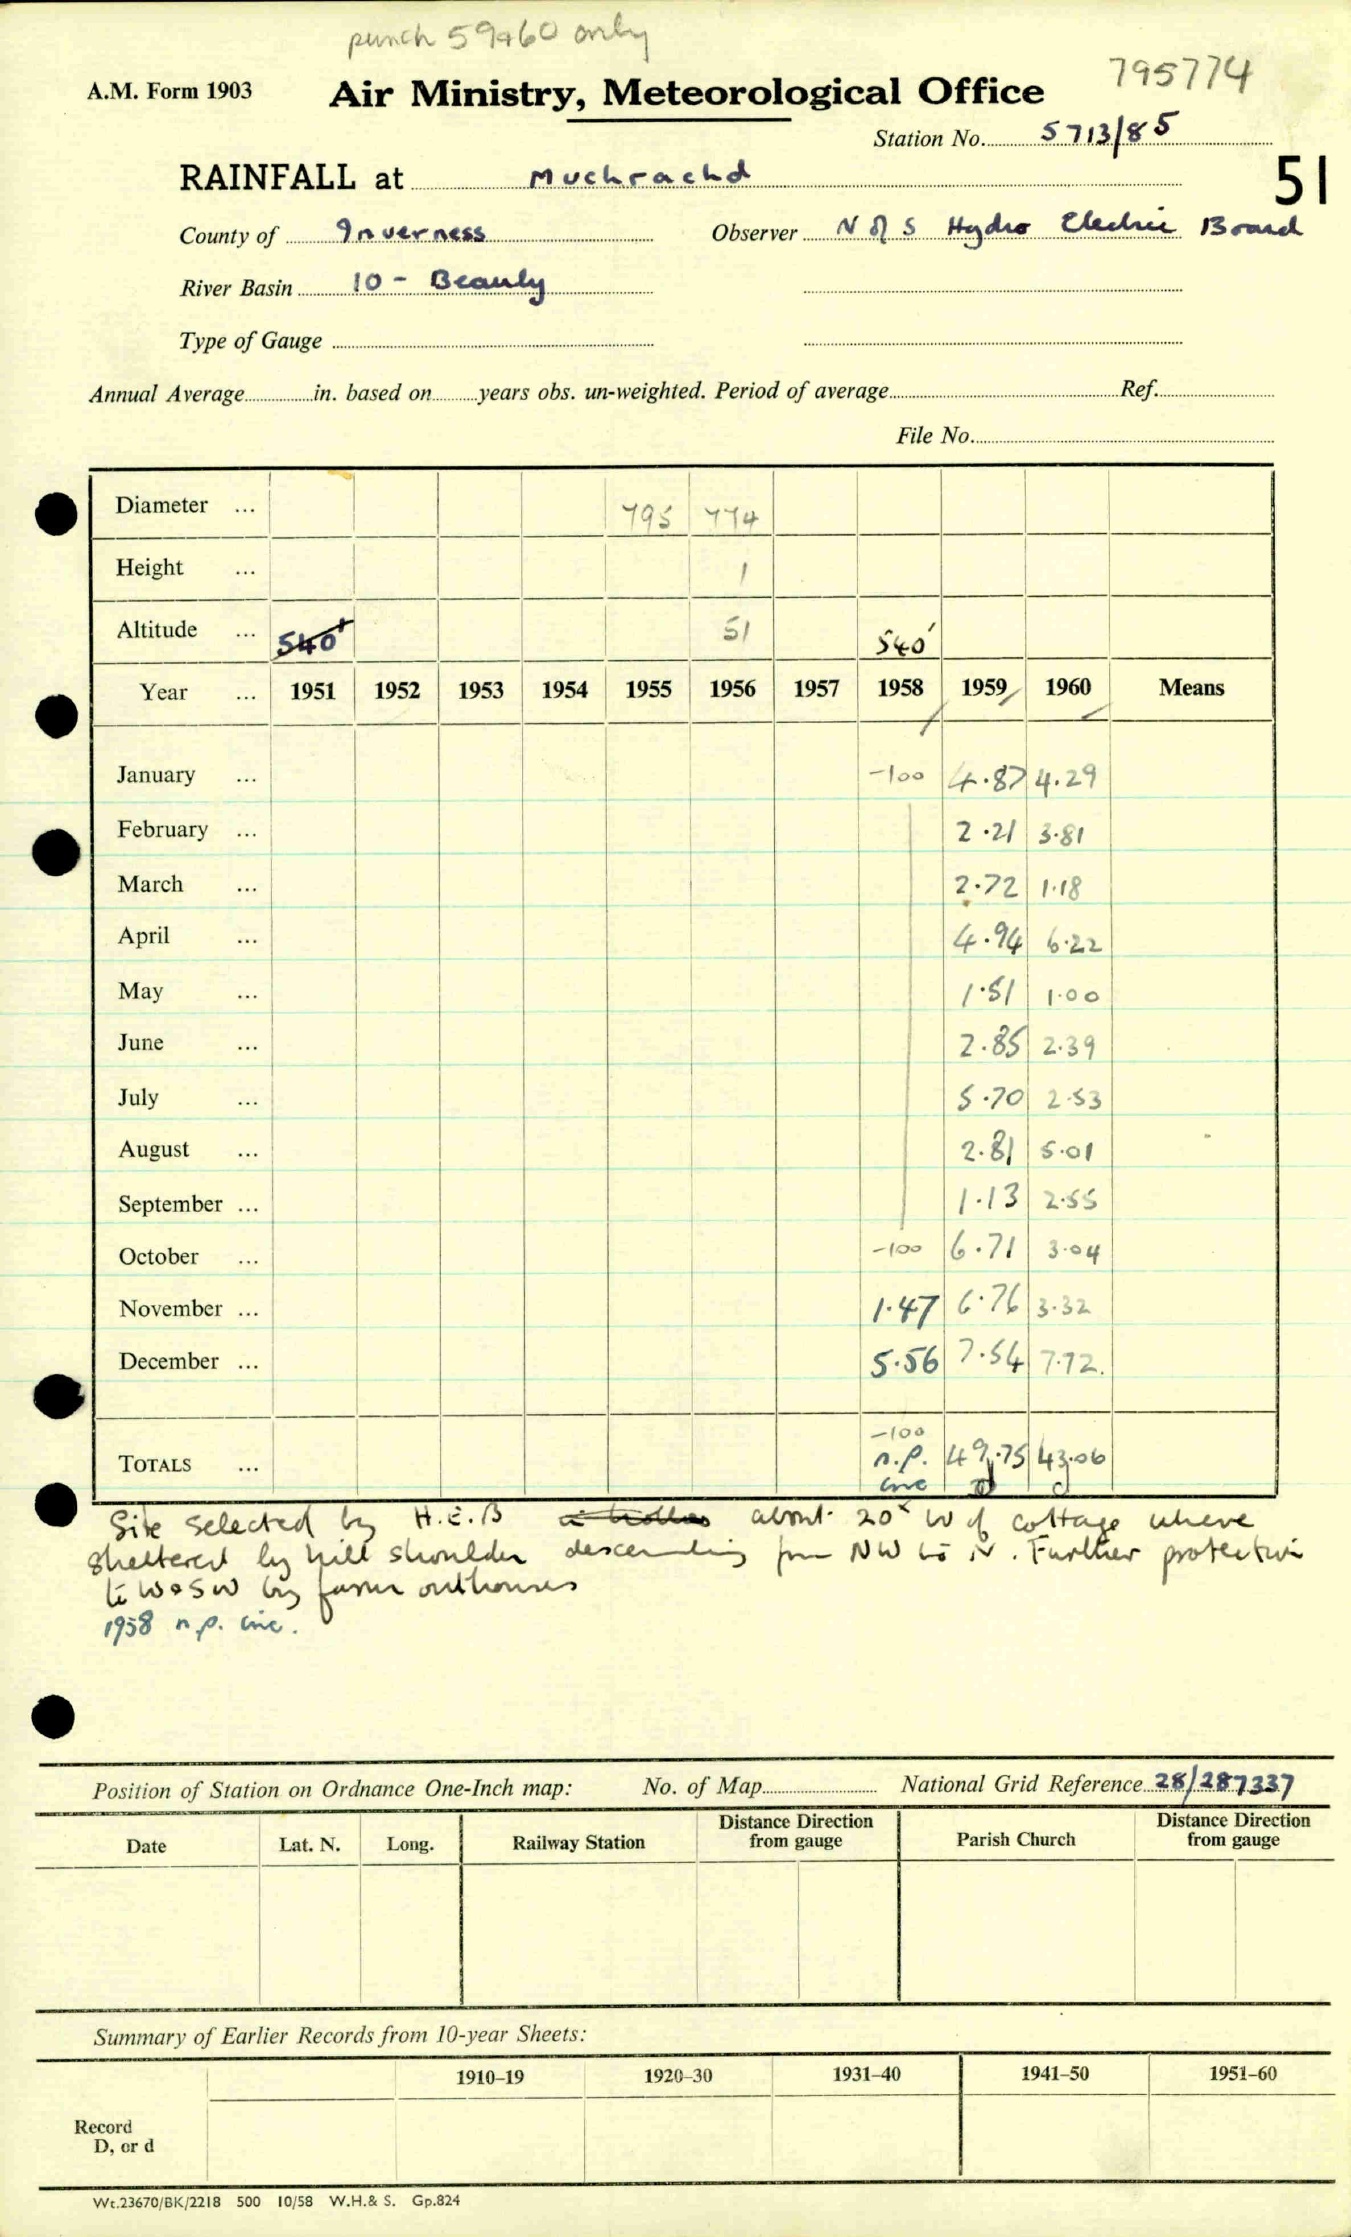 punch 59+60 only
A.M. Form 1903 Air Ministry, Meteorological Office 795774
Station No. 5713/85
RAINFALL at Muchrachd 51
County of Inverness Observer N of S Hydro Electric Board
River Basin 10 - Beauly
Type of Gauge
Annual Average in. based on years obs. un-weighted. Period of average Ref.
File No.
Diameter ... 795 774
Height ... 1
Altitude ... 540' 51 540'
Year ... 1951 1952 1953 1954 1955 1956 1957 1958 1959 1960 Means
January ... -100 4.87 4.29
February ... 2.21 3.81
March ... 2.72 1.18
April ... 4.94 6.22
May ... 1.51 1.00
June ... 2.85 2.39
July ... 5.70 2.53
August ... 2.81 5.01
September ... 1.13 2.55
October ... -100 6.71 3.04
November ... 1.47 6.76 3.32
December ... 5.56 7.54 7.72.
-100
TOTALS ... n.p. 49.75 43.06
inc d d
Site selected by H.E.B about 20x W of cottage where
sheltered by hill shoulder descending from NW to N. Further protection
to W & SW by farm outhouses
1958 n.p. inc.
Position of Station on Ordnance One-Inch map: No. of Map National Grid Reference 28/287337
Date Lat. N. Long. Railway Station Distance Direction from gauge Parish Church Distance Direction from gauge
Summary of Earlier Records from 10-year Sheets:
1910-19 1920-30 1931-40 1941-50 1951-60
Record
D, or d
Wt.23670/BK/2218 500 10/58 W.H.& S. Gp.824